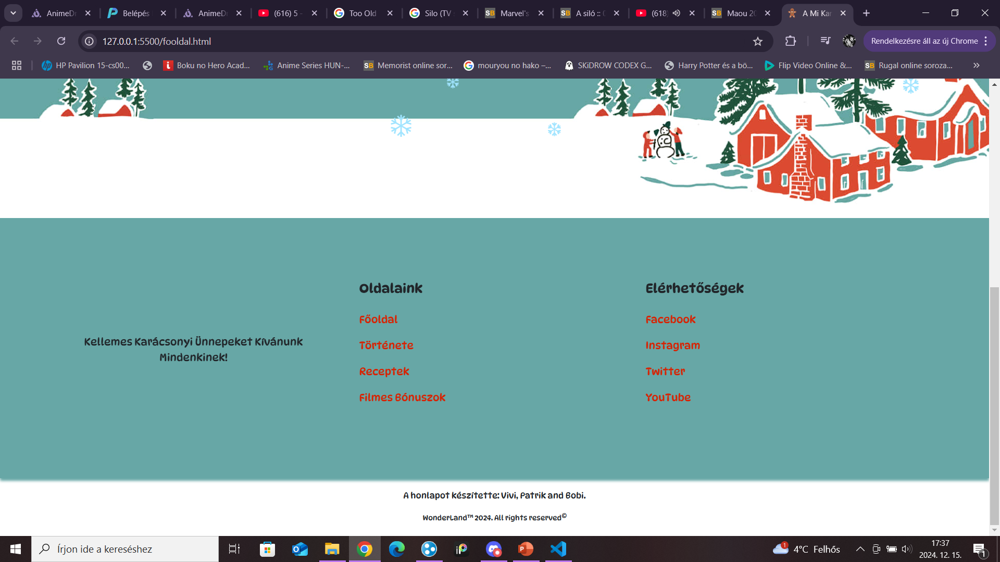 AnimeDr
Belépés
AnimeDr
(616) 5 -
Too Old
Silo (TV
Marvel's
A siló ::
(618)
Maou 20
A Mi Kar
127.0.0.1:5500/fooldal.html
Rendelkezésre áll az új Chrome
HP Pavilion 15-cs00...
Boku no Hero Acad...
Anime Series HUN-...
SB Memorist online sor...
mouryou no hako –...
SKiDROW CODEX G...
Harry Potter és a bö...
Flip Video Online &...
SB Rugal online soroza...
Oldalaink
Főoldal
Története
Receptek
Filmes Bónuszok
Elérhetőségek
Facebook
Instagram
Twitter
YouTube
Kellemes Karácsonyi Ünnepeket Kívánunk
Mindenkinek!
A honlapot készítette: Vivi, Patrik and Bobi.
WonderLand™ 2024. All rights reserved©
Írjon ide a kereséshez
4°C Felhős
17:37
2024. 12. 15.